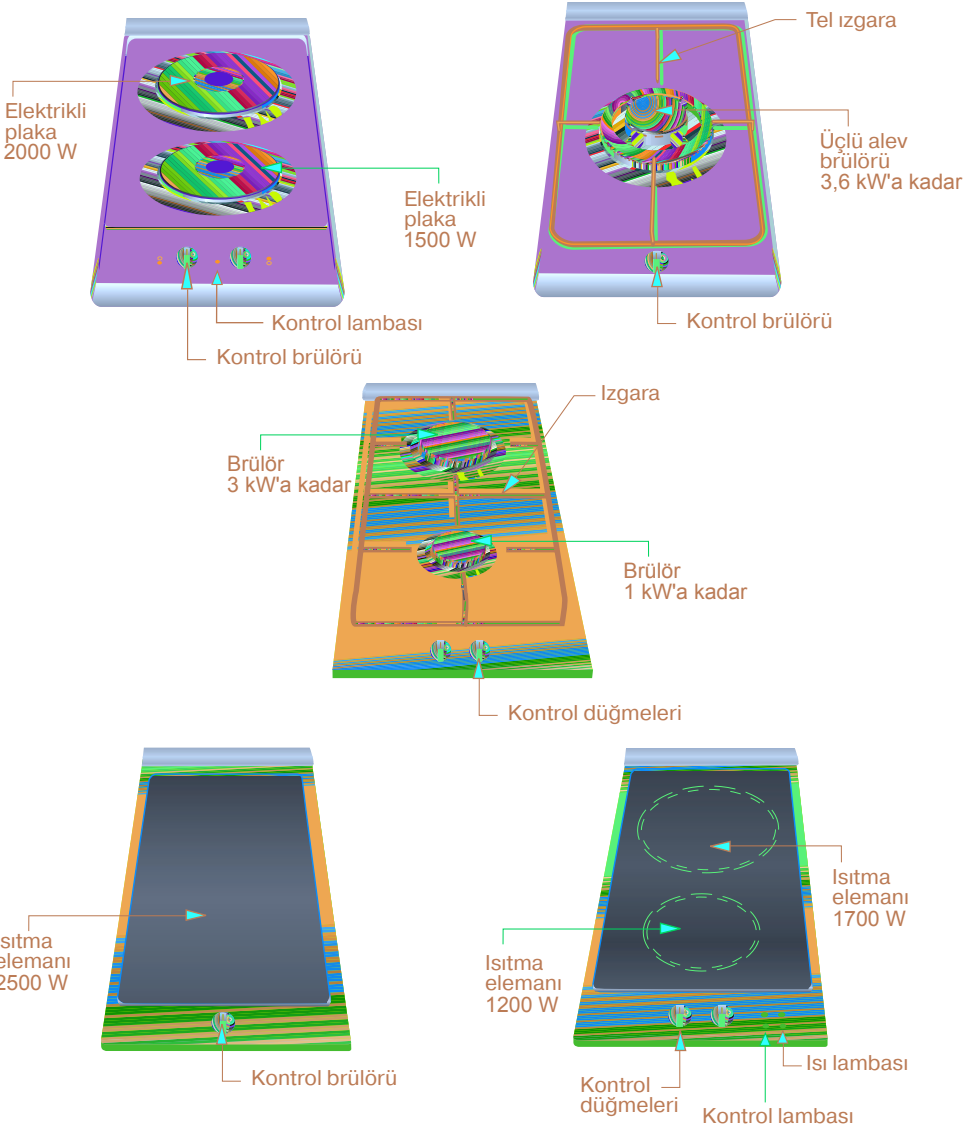 Elektrikli
plaka
2000 W
Elektrikli
plaka
1500 W
Kontrol lambası
Kontrol brülörü
Tel ızgara
Üçlü alev
brülörü
3,6 kW'a kadar
Kontrol brülörü
Izgara
Brülör
3 kW'a kadar
Brülör
1 kW'a kadar
Kontrol düğmeleri
Isıtma
elemanı
2500 W
Kontrol brülörü
Isıtma
elemanı
1700 W
Isıtma
elemanı
1200 W
Isı lambası
Kontrol
düğmeleri
Kontrol lambası